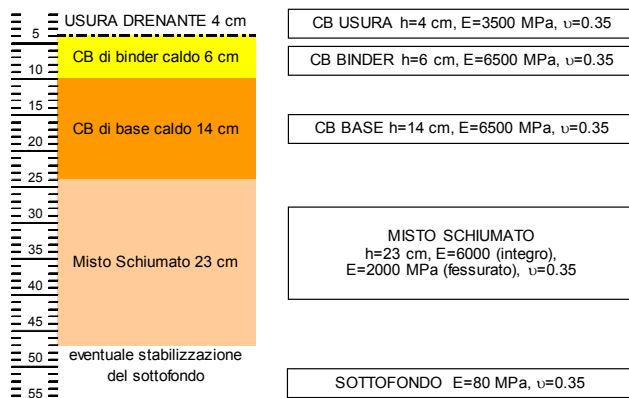 USURA DRENANTE 4 cm
5
CB di binder caldo 6 cm
10
15
CB di base caldo 14 cm
20
25
30
35
Misto Schiumato 23 cm
40
45
50
eventuale stabilizzazione
del sottofondo
55
CB USURA h=4 cm, E=3500 MPa, υ=0.35
CB BINDER h=6 cm, E=6500 MPa, υ=0.35
CB BASE h=14 cm, E=6500 MPa, υ=0.35
MISTO SCHIUMATO
h=23 cm, E=6000 (integro),
E=2000 MPa (fessurato), υ=0.35
SOTTOFONDO E=80 MPa, υ=0.35